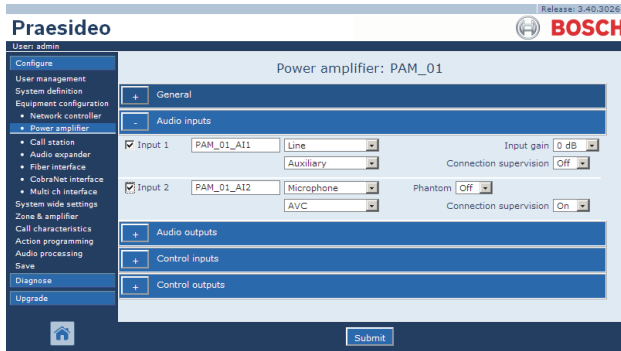 Release: 3.40.3026
Praesideo
BOSCH
User: admin
Configure
User management
System definition
Equipment configuration
• Network controller
• Power amplifier
• Call station
• Audio expander
• Fiber interface
• CobraNet interface
• Multi ch interface
System wide settings
Zone & amplifier
Call characteristics
Action programming
Audio processing
Save
Diagnose
Upgrade
Power amplifier: PAM_01
+ General
- Audio inputs
Input 1 PAM_01_AI1 Line Input gain 0 dB
Auxiliary Connection supervision Off
Input 2 PAM_01_AI2 Microphone Phantom Off
AVC Connection supervision On
+ Audio outputs
+ Control inputs
+ Control outputs
Submit